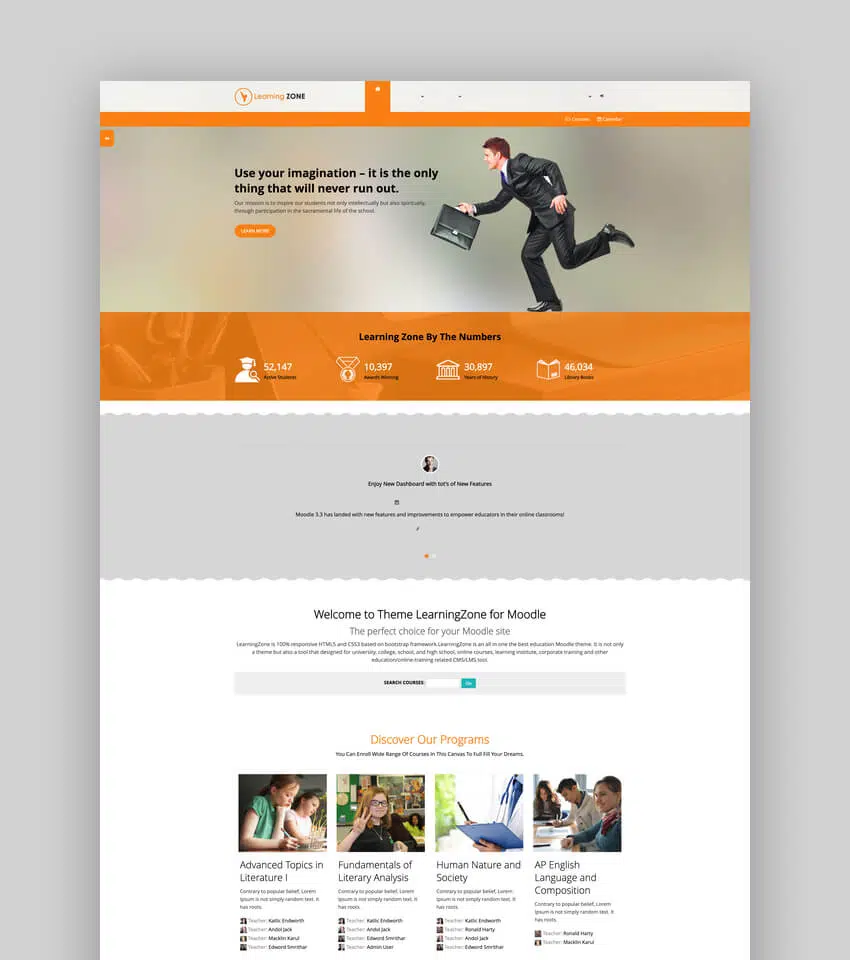 Learning ZONE
Courses Calendar
Use your imagination – it is the only
thing that will never run out.
Our mission is to inspire our students not only intellectually but also spiritually,
through participation in the sacramental life of the school.
LEARN MORE
Learning Zone By The Numbers
52,147
Active Students
10,397
Awards Winning
30,897
Years of History
46,034
Library Books
Enjoy New Dashboard with tot's of New Features
Moodle 3.3 has landed with new features and improvements to empower educators in their online classrooms!
Welcome to Theme LearningZone for Moodle
The perfect choice for your Moodle site
LearningZone is 100% responsive HTML5 and CSS3 based on bootstrap framework.LearningZone is an all in one the best education Moodle theme. It is not only
a theme but also a tool that designed for university, college, school, and high school, online courses, learning institute, corporate training and other
education/online-training related CMS/LMS tool.
SEARCH COURSES: Go
Discover Our Programs
You Can Enroll Wide Range Of Courses In This Canvas To Full Fill Your Dreams.
Advanced Topics in
Literature I
Contrary to popular belief, Lorem
Ipsum is not simply random text. It
has roots.
Teacher: Katlic Endworth
Teacher: Andol Jack
Teacher: Macklin Karul
Teacher: Edword Smrithar
Fundamentals of
Literary Analysis
Contrary to popular belief, Lorem
Ipsum is not simply random text. It
has roots.
Teacher: Katlic Endworth
Teacher: Andol Jack
Teacher: Edword Smrithar
Teacher: Admin User
Human Nature and
Society
Contrary to popular belief, Lorem
Ipsum is not simply random text. It
has roots.
Teacher: Katlic Endworth
Teacher: Ronald Harty
Teacher: Andol Jack
Teacher: Edword Smrithar
AP English
Language and
Composition
Contrary to popular belief, Lorem
Ipsum is not simply random text. It
has roots.
Teacher: Ronald Harty
Teacher: Macklin Karul